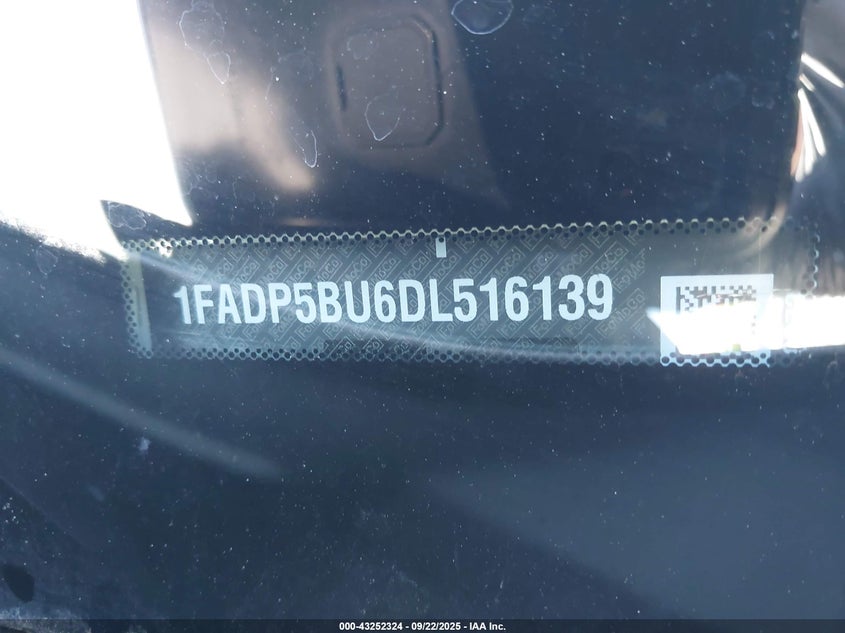 1FADP5BU6DL516139
000-43252324 | 09/22/2025 - IAA Inc.